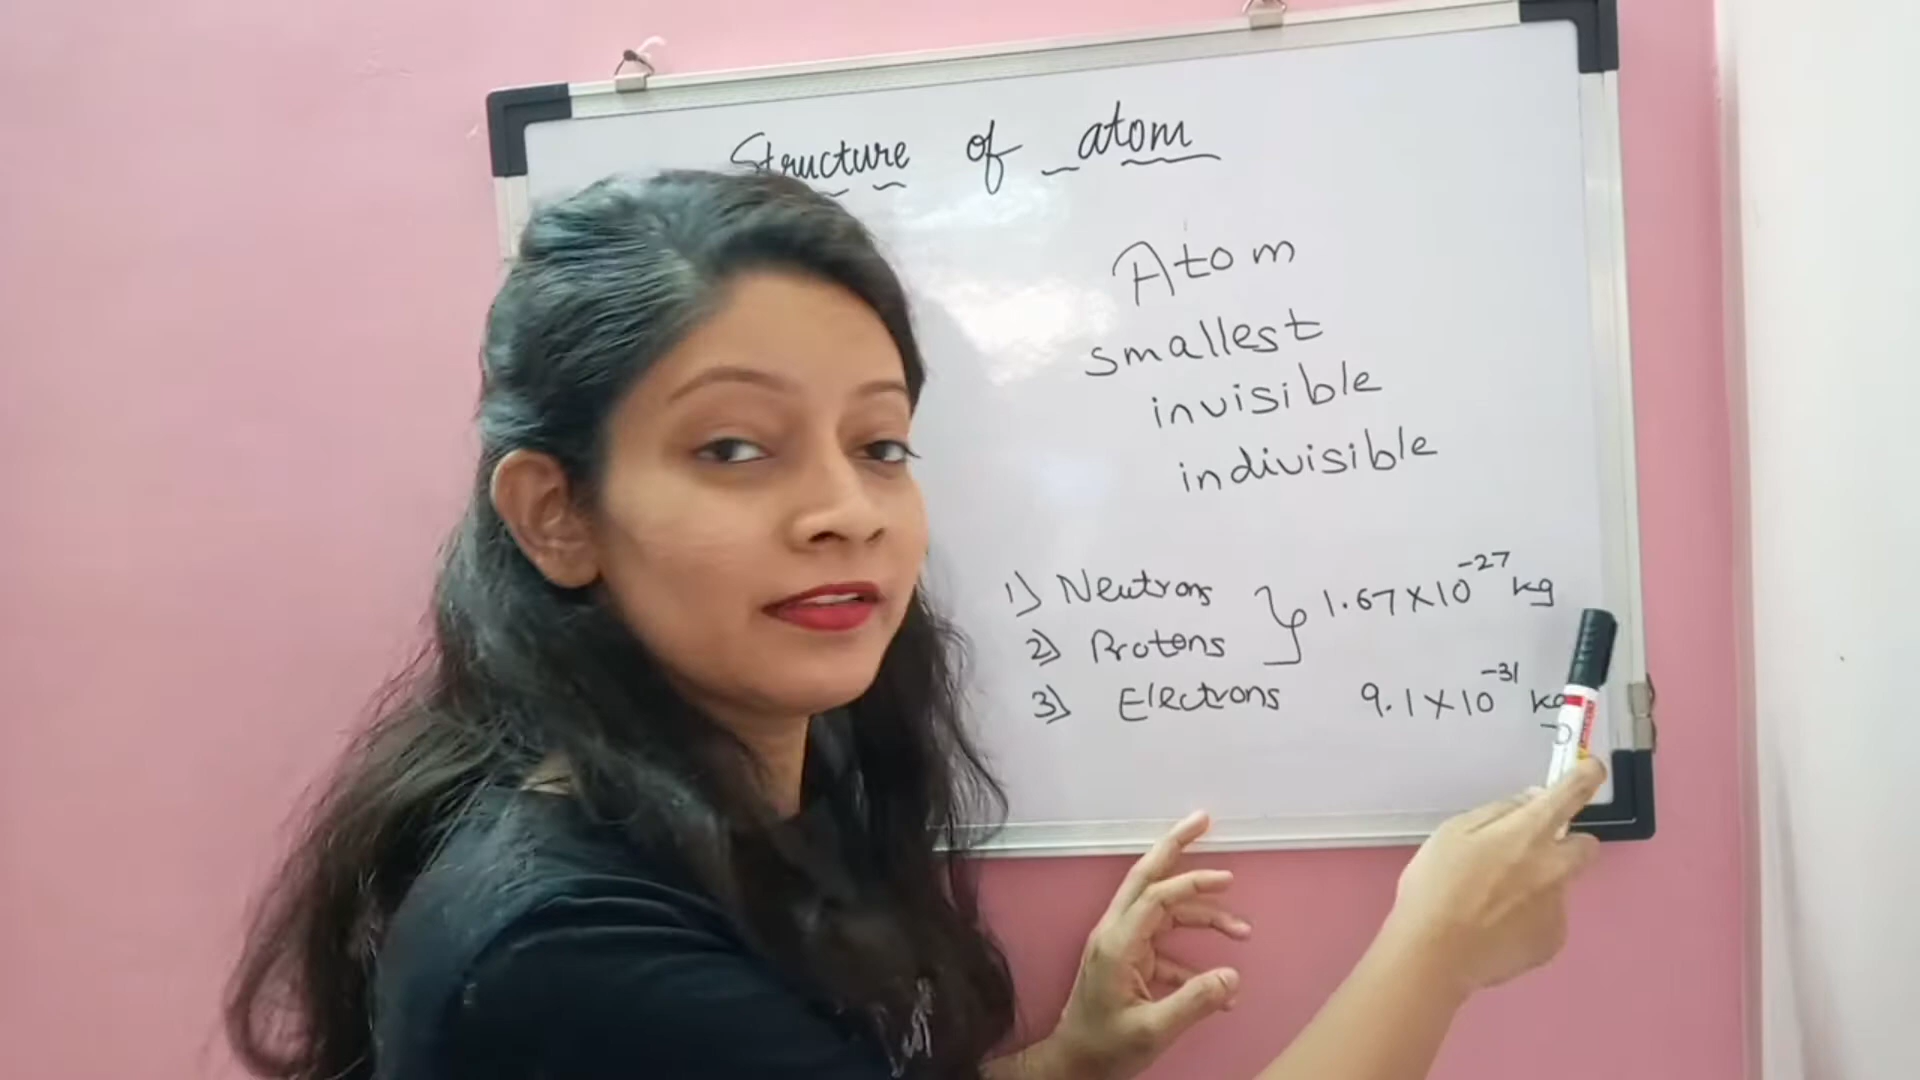 Structure of atom
Atom
smallest
invisible
indivisible
1) Neutrons } 1.67 X 10⁻²⁷ kg
2) Protons
3) Electrons 9.1 X 10⁻³¹ kg